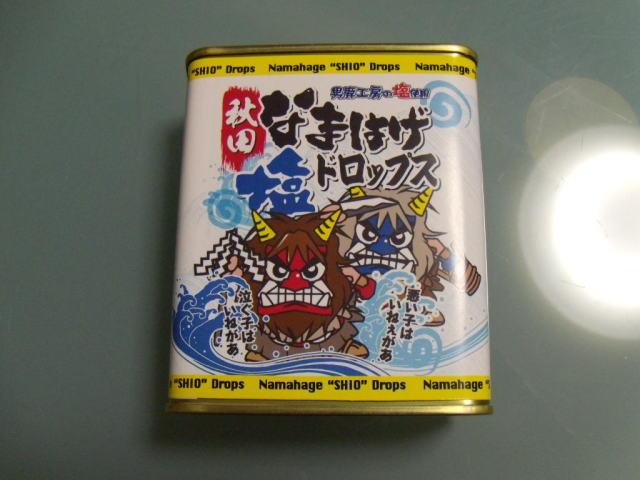 "SHIO" Drops Namahage "SHIO" Drops Namahage "S
男鹿工房の塩使用
秋田
なまはげ
塩ドロップス
泣く子は
いねがあ
悪い子は
いねぇがあ
"SHIO" Drops Namahage "SHIO" Drops Namahage "S